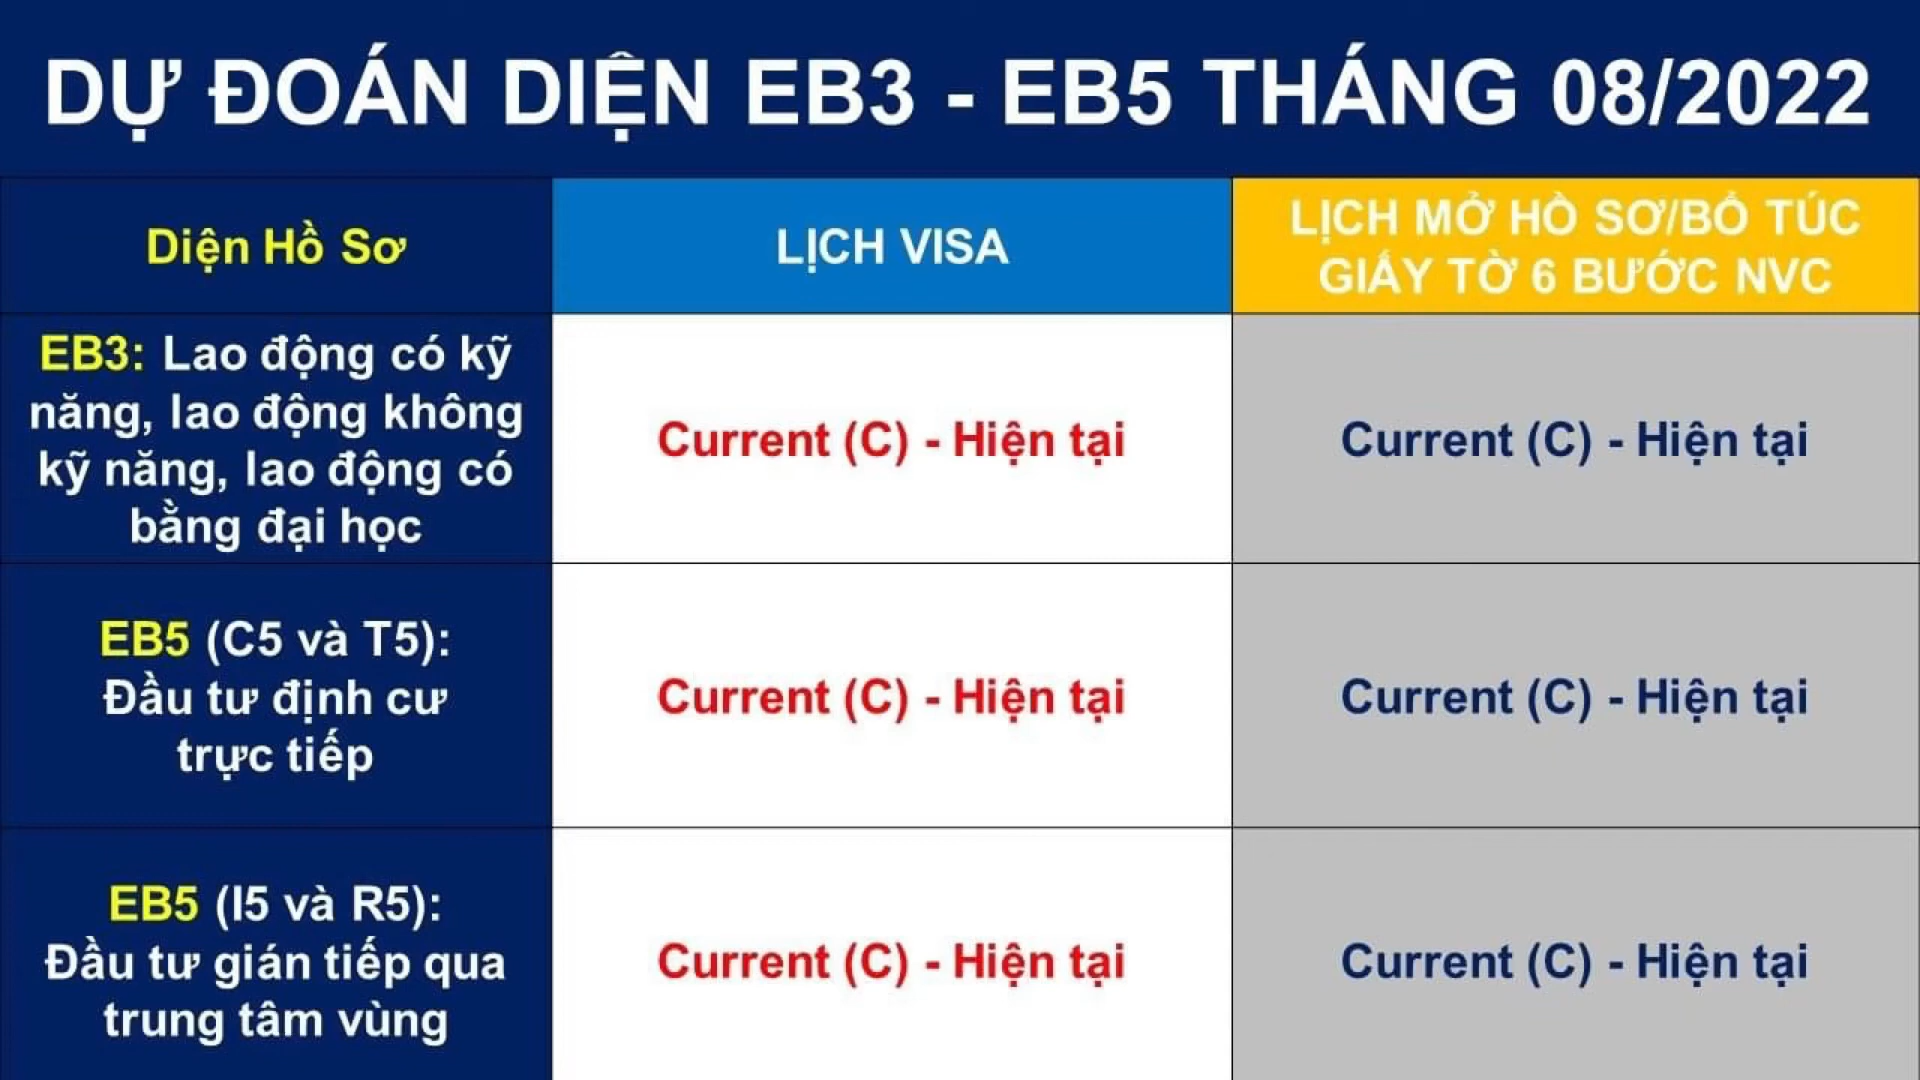 DỰ ĐOÁN DIỆN EB3 - EB5 THÁNG 08/2022
Diện Hồ Sơ
LỊCH VISA
LỊCH MỞ HỒ SƠ/BỔ TÚC
GIẤY TỜ 6 BƯỚC NVC
EB3: Lao động có kỹ
năng, lao động không
kỹ năng, lao động có
bằng đại học
Current (C) - Hiện tại
Current (C) - Hiện tại
EB5 (C5 và T5):
Đầu tư định cư
trực tiếp
Current (C) - Hiện tại
Current (C) - Hiện tại
EB5 (I5 và R5):
Đầu tư gián tiếp qua
trung tâm vùng
Current (C) - Hiện tại
Current (C) - Hiện tại